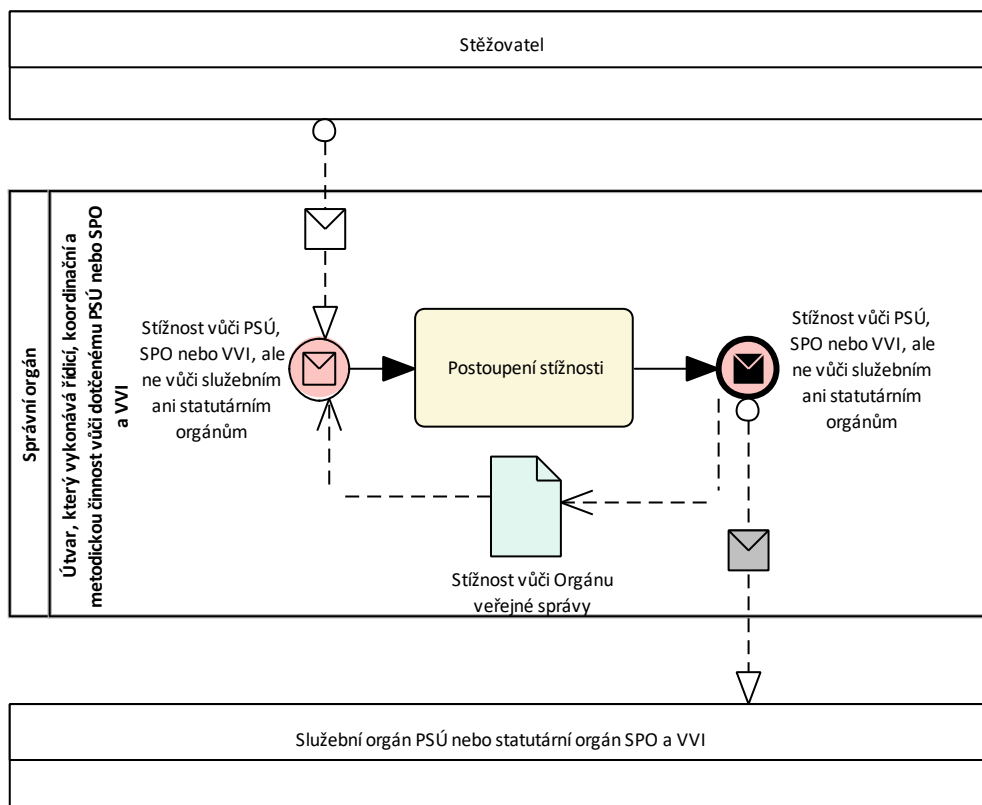 Stěžovatel
Správní orgán
Útvar, který vykonává řídicí, koordinační a
metodickou činnost vůči dotčenému PSÚ nebo SPO
a VVI
Stížnost vůči PSÚ,
SPO nebo VVI, ale
ne vůči služebním
ani statutárním
orgánům
Postoupení stížnosti
Stížnost vůči PSÚ,
SPO nebo VVI, ale
ne vůči služebním
ani statutárním
orgánům
Stížnost vůči Orgánu
veřejné správy
Služební orgán PSÚ nebo statutární orgán SPO a VVI